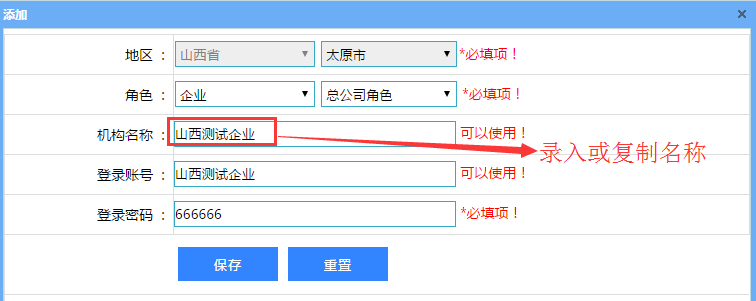 添加
地区 : 山西省 太原市 *必填项！
角色 : 企业 总公司角色 *必填项！
机构名称 : 山西测试企业 可以使用！
录入或复制名称
登录账号 : 山西测试企业 可以使用！
登录密码 : 666666 *必填项！
保存 重置